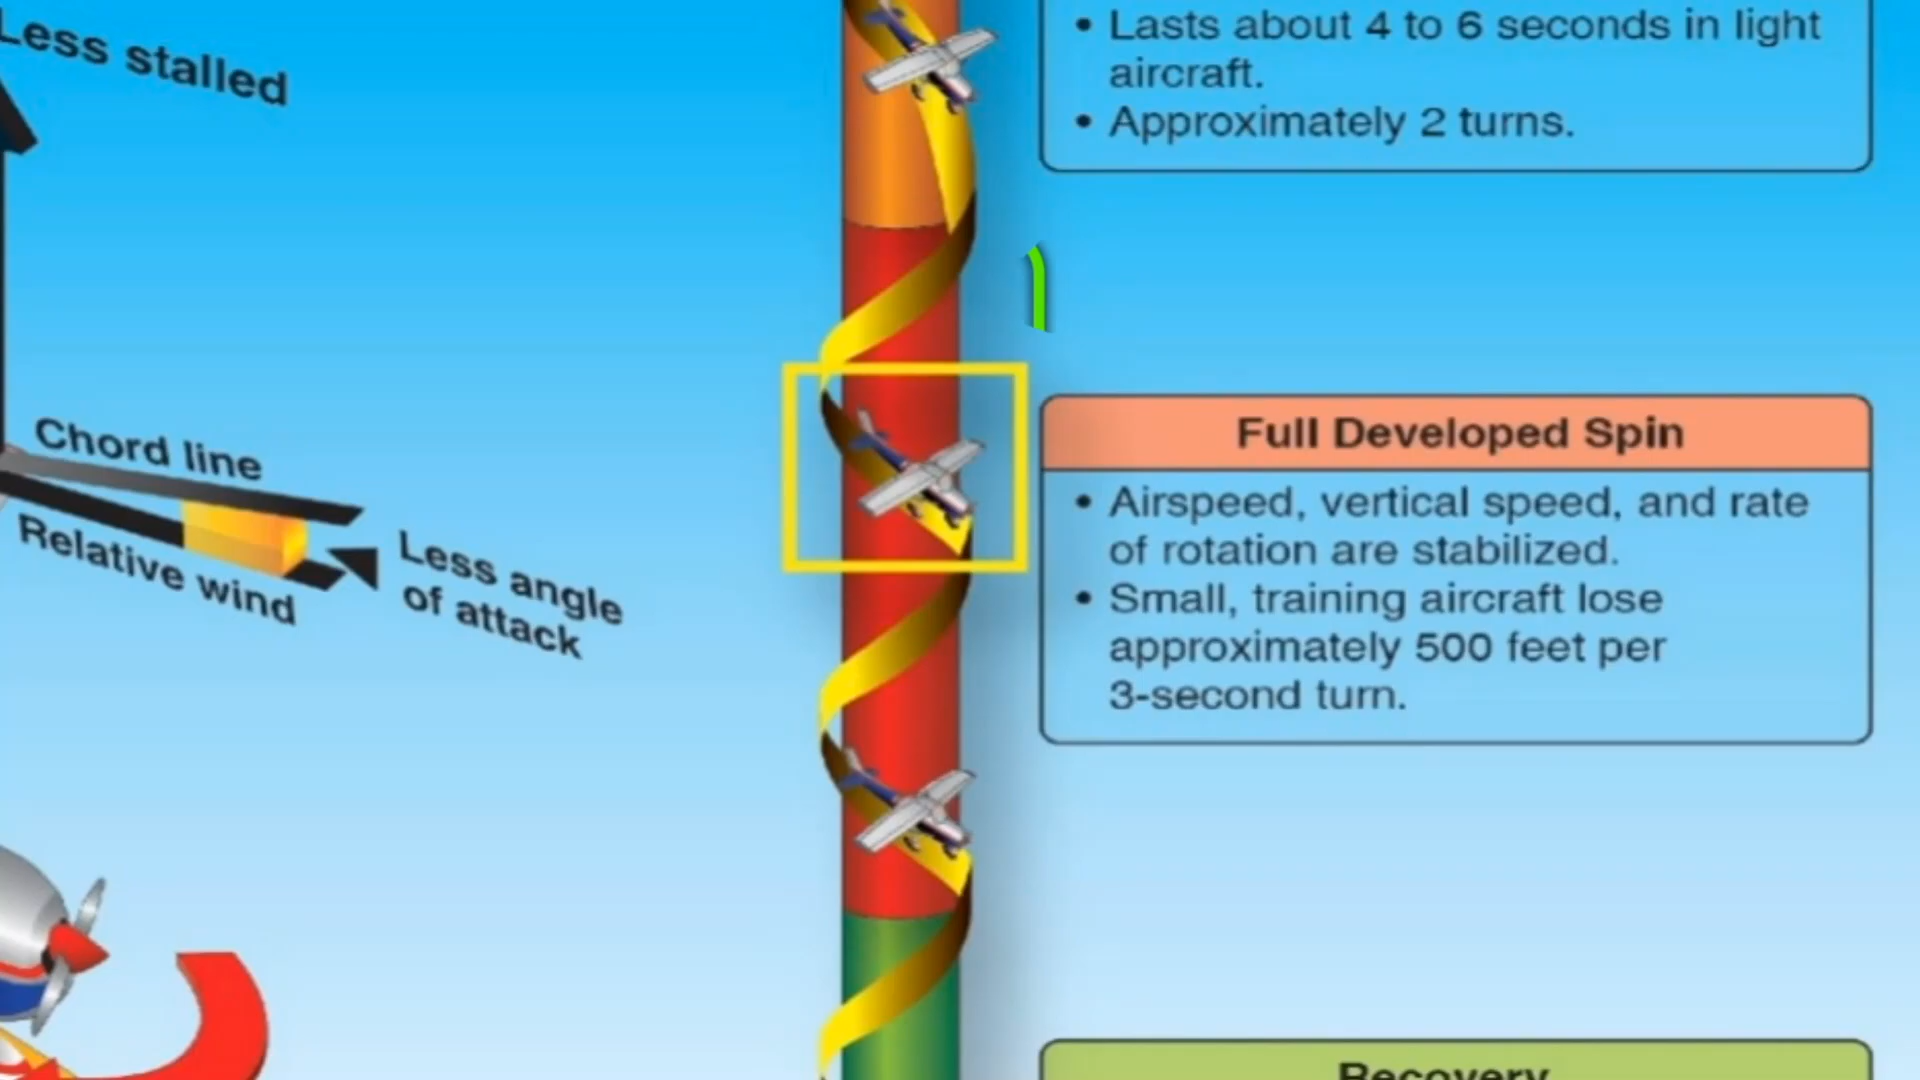 Less stalled
Chord line
Relative wind
Less angle
of attack
• Lasts about 4 to 6 seconds in light
aircraft.
• Approximately 2 turns.
Full Developed Spin
• Airspeed, vertical speed, and rate
of rotation are stabilized.
• Small, training aircraft lose
approximately 500 feet per
3-second turn.
Recovery